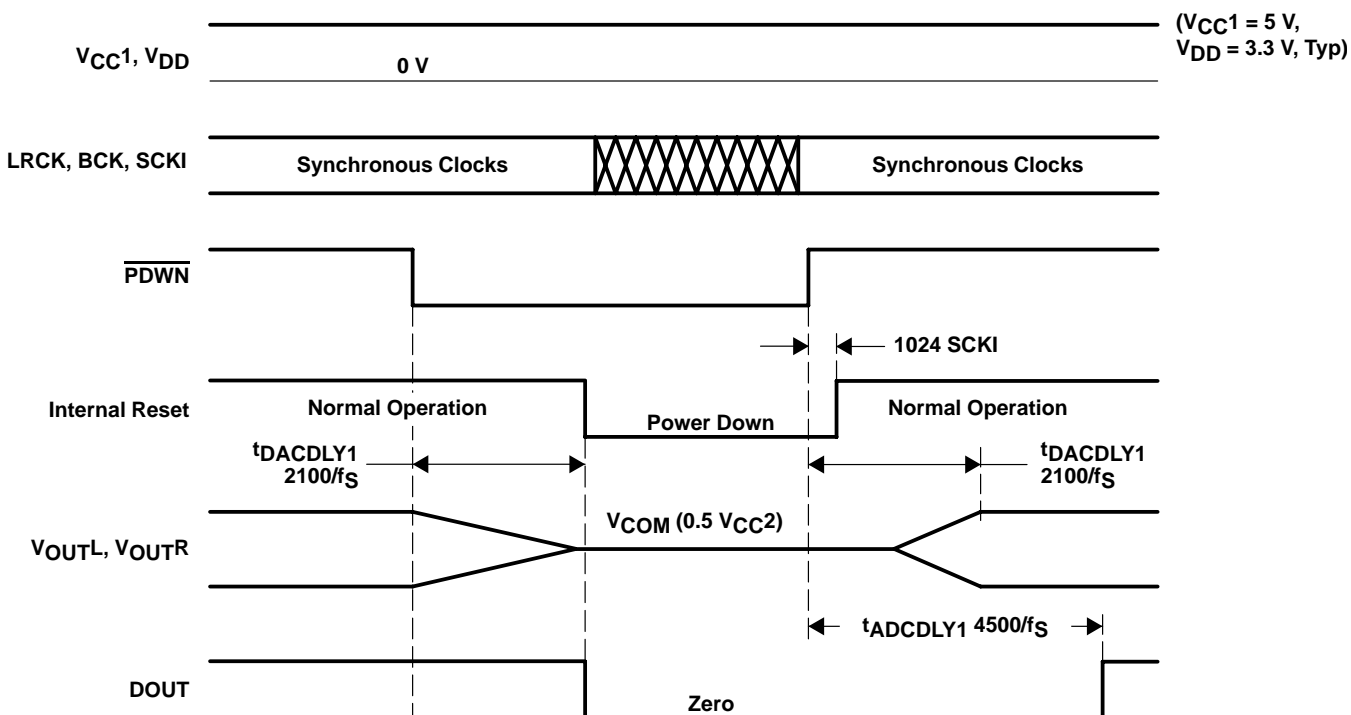 (VCC1 = 5 V,
VDD = 3.3 V, Typ)
VCC1, VDD
0 V
LRCK, BCK, SCKI
Synchronous Clocks
Synchronous Clocks
PDWN
1024 SCKI
Internal Reset
Normal Operation
Power Down
Normal Operation
tDACDLY1
2100/fS
tDACDLY1
2100/fS
VCOM (0.5 VCC2)
VOUTL, VOUTR
tADCDLY1 4500/fS
DOUT
Zero